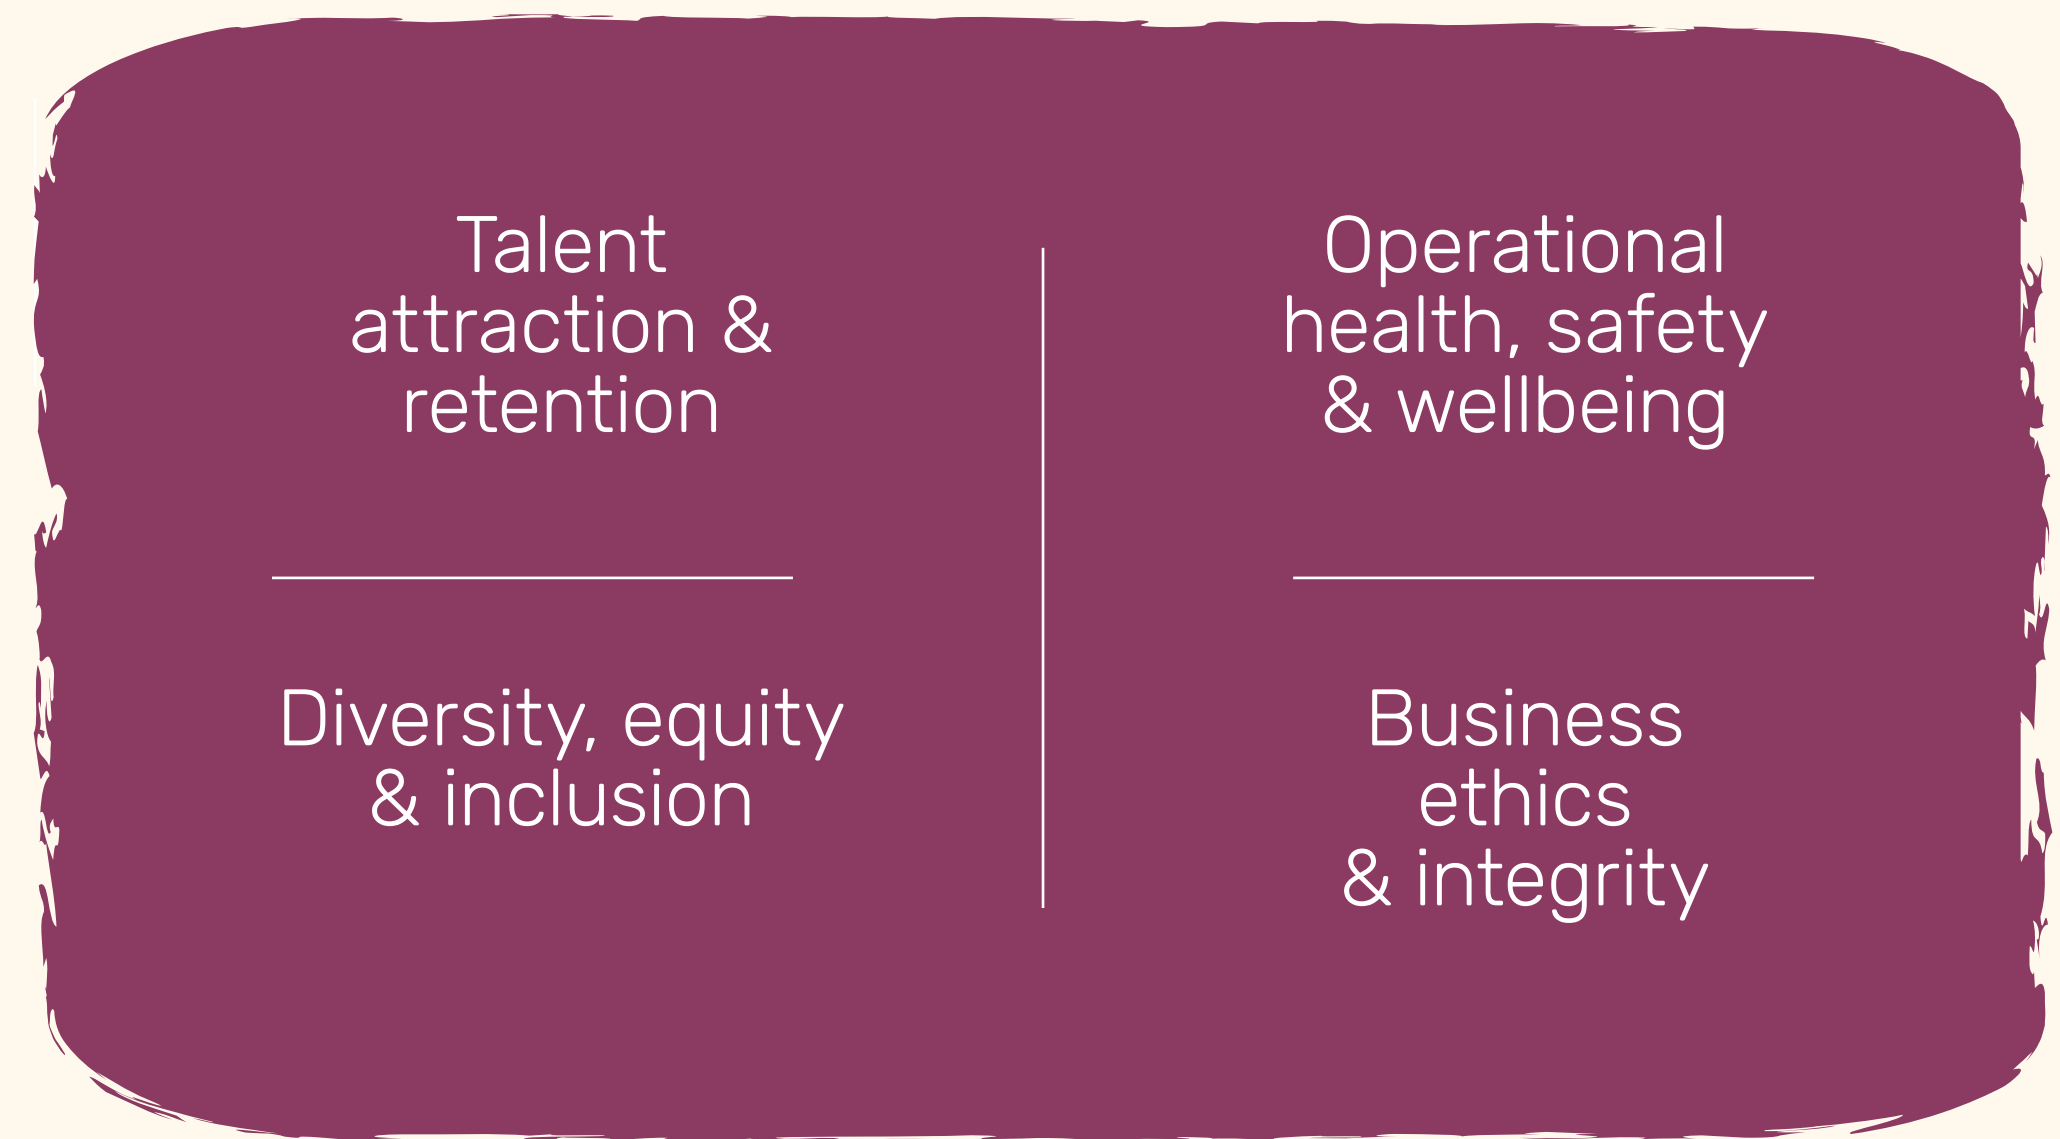 Talent
attraction &
retention
Operational
health, safety
& wellbeing
Diversity, equity
& inclusion
Business
ethics
& integrity